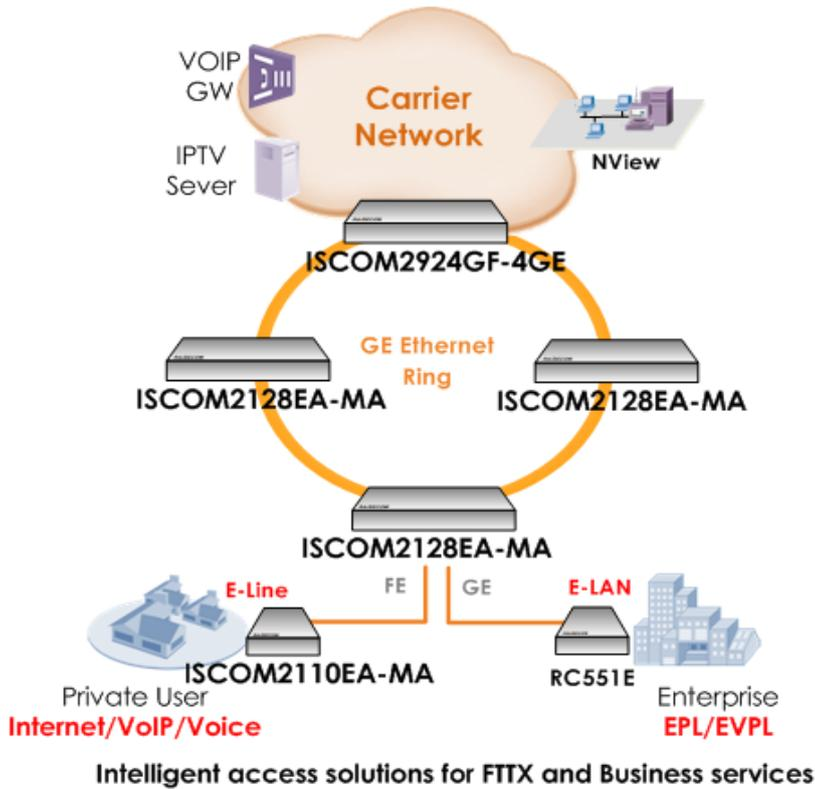 VOIP
GW
Carrier
Network
IPTV
Sever
NView
ISCOM2924GF-4GE
GE Ethernet
Ring
ISCOM2128EA-MA
ISCOM2128EA-MA
ISCOM2128EA-MA
FE
GE
E-Line
E-LAN
ISCOM2110EA-MA
RC551E
Private User
Internet/VoIP/Voice
Enterprise
EPL/EVPL
Intelligent access solutions for FTTX and Business services